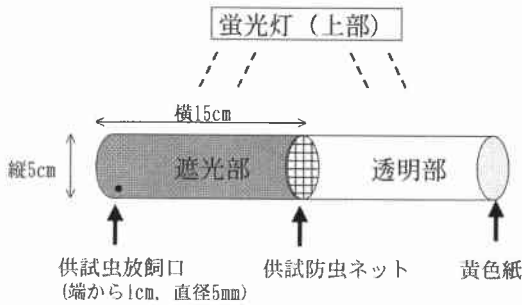 蛍光灯（上部）
横15cm
縦5cm
遮光部
透明部
供試虫放飼口
(端から1cm, 直径5mm)
供試防虫ネット
黄色紙